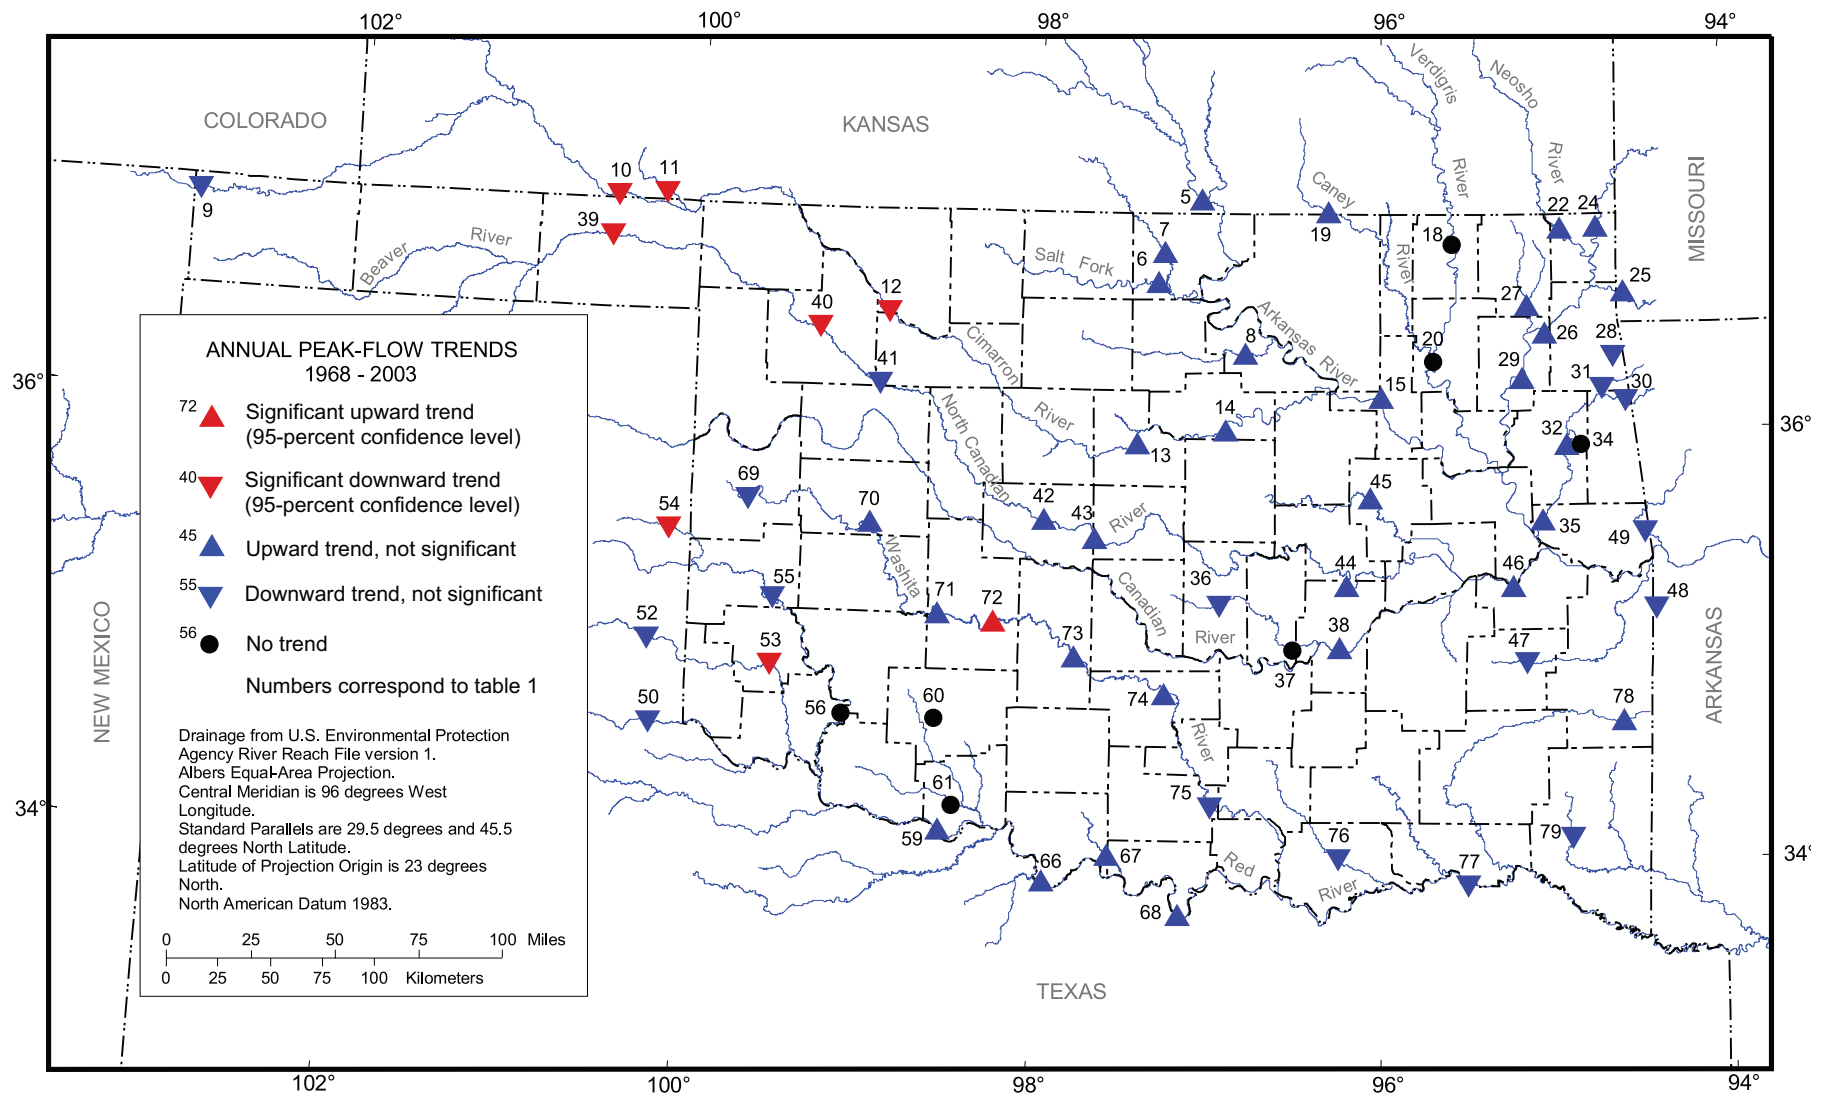 102°
100°
98°
96°
94°
COLORADO
KANSAS
MISSOURI
Verdigris
River
Neosho
River
Caney
River
10
11
9
39
Beaver
River
5
7
6
Salt Fork
19
18
22
24
25
12
40
41
Cimarron
River
Arkansas River
8
27
26
28
20
29
31
30
15
14
13
32
34
36°
36°
ANNUAL PEAK-FLOW TRENDS
1968 - 2003
72
Significant upward trend
(95-percent confidence level)
40
Significant downward trend
(95-percent confidence level)
45
Upward trend, not significant
55
Downward trend, not significant
56
No trend
Numbers correspond to table 1
Drainage from U.S. Environmental Protection
Agency River Reach File version 1.
Albers Equal-Area Projection.
Central Meridian is 96 degrees West
Longitude.
Standard Parallels are 29.5 degrees and 45.5
degrees North Latitude.
Latitude of Projection Origin is 23 degrees
North.
North American Datum 1983.
0 25 50 75 100 Miles
0 25 50 75 100 Kilometers
North Canadian
River
69
70
54
42
43
45
35
49
Washita
River
55
71
72
36
44
46
48
52
53
73
Canadian
River
38
37
47
50
56
60
74
78
61
59
75
76
79
66
67
77
68
Red
River
NEW MEXICO
ARKANSAS
TEXAS
34°
34°
102°
100°
98°
96°
94°